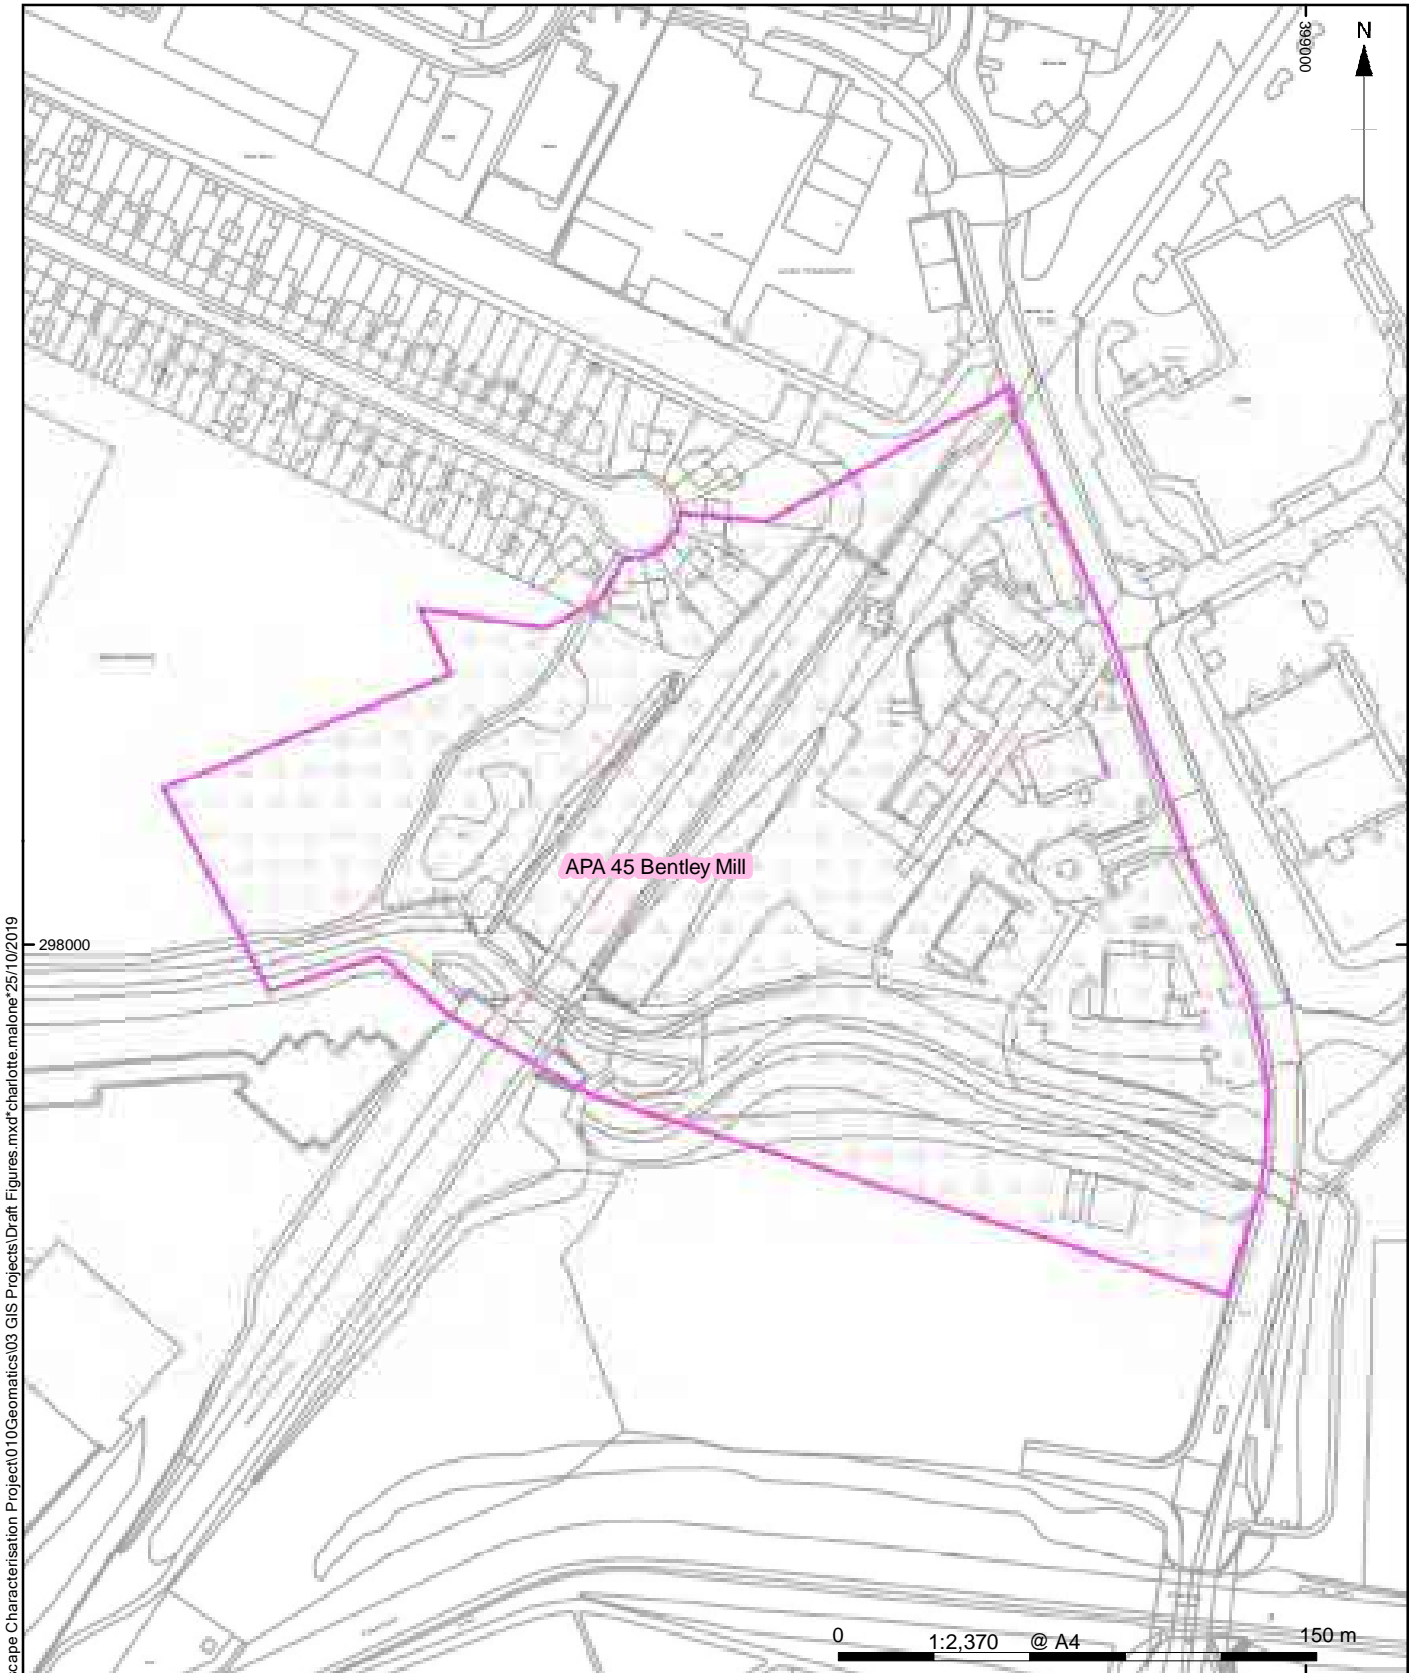 N
399000
APA 45 Bentley Mill
298000
cape Characterisation Project\010Geomatics\03 GIS Projects\Draft Figures.mxd*charlotte.malone*25/10/2019
0 1:2,370 @ A4 150 m